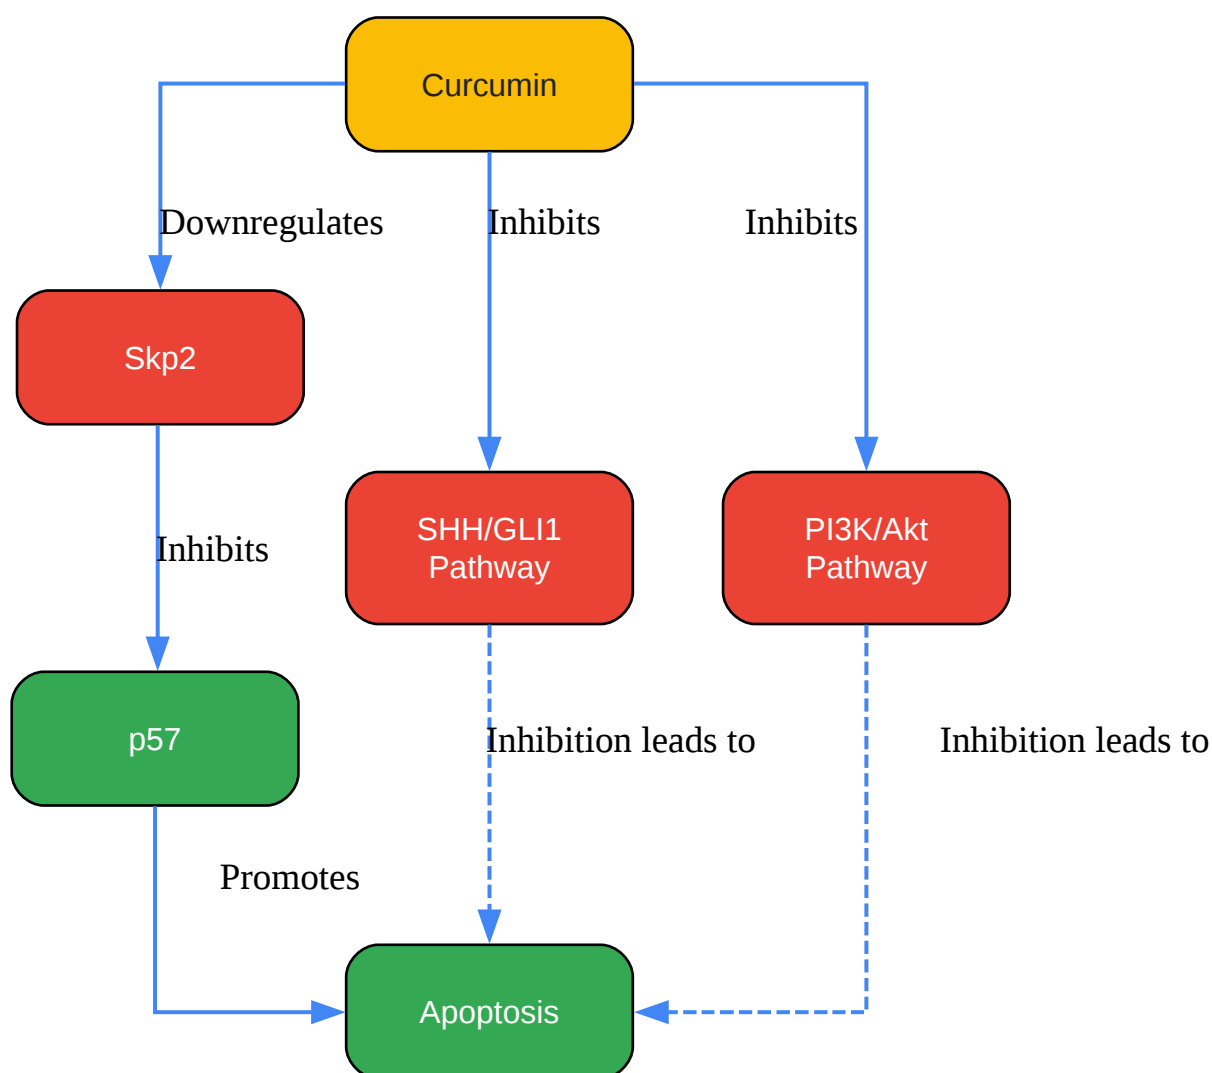 Curcumin
Downregulates
Inhibits
Inhibits
Skp2
SHH/GLI1
Pathway
PI3K/Akt
Pathway
Inhibits
p57
Inhibition leads to
Inhibition leads to
Promotes
Apoptosis